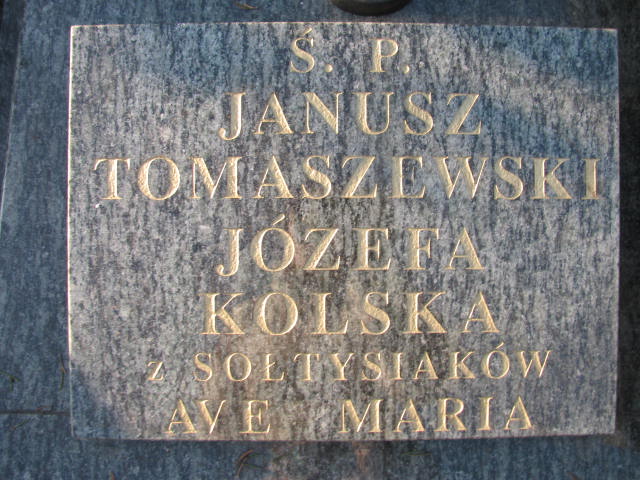 Ś. P.
JANUSZ
TOMASZEWSKI
JÓZEFA
KOLSKA
z SOŁTYSIAKÓW
AVE MARIA